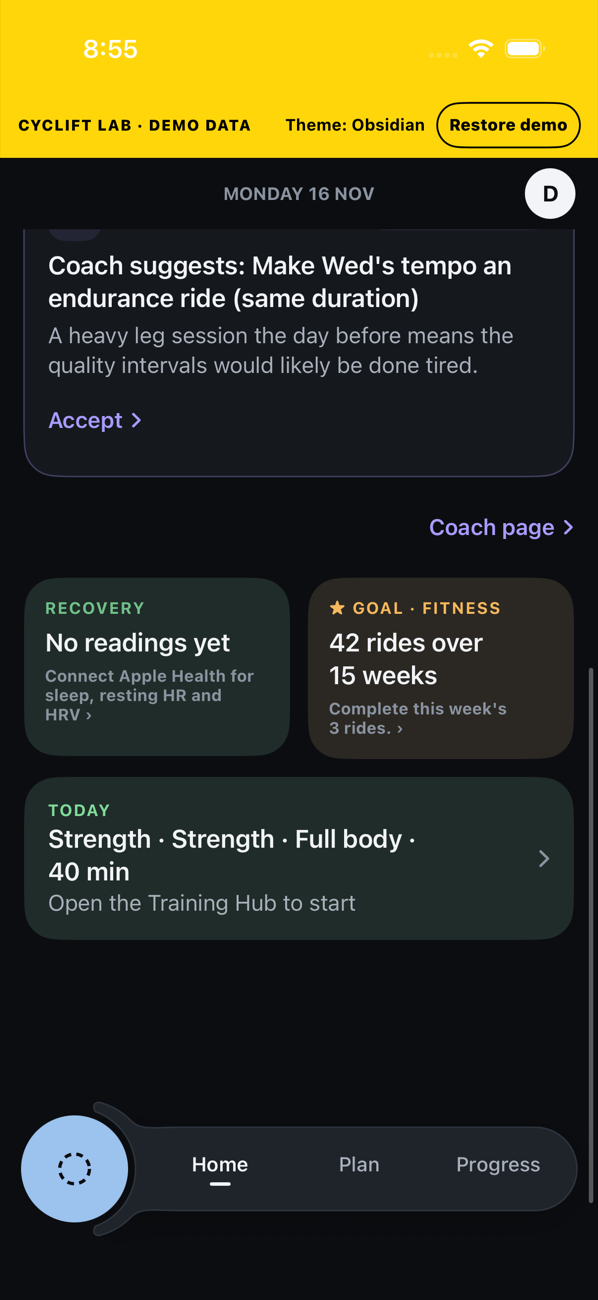 8:55
CYCLIFT LAB · DEMO DATA
Theme: Obsidian
Restore demo
MONDAY 16 NOV
D
Coach suggests: Make Wed's tempo an
endurance ride (same duration)
A heavy leg session the day before means the
quality intervals would likely be done tired.
Accept >
Coach page >
RECOVERY
No readings yet
Connect Apple Health for
sleep, resting HR and
HRV ›
★ GOAL · FITNESS
42 rides over
15 weeks
Complete this week's
3 rides. ›
TODAY
Strength · Strength · Full body ·
40 min
Open the Training Hub to start
Home
Plan
Progress